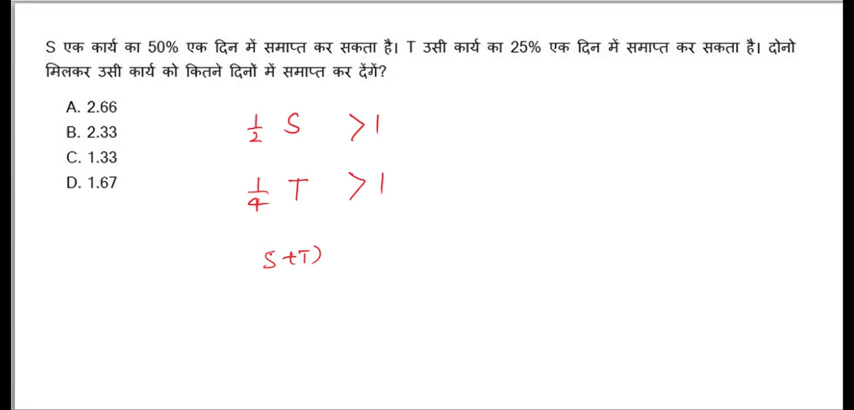 S एक कार्य का 50% एक दिन में समाप्त कर सकता है। T उसी कार्य का 25% एक दिन में समाप्त कर सकता है। दोनो
मिलकर उसी कार्य को कितने दिनों में समाप्त कर देंगें?
A. 2.66
B. 2.33
C. 1.33
D. 1.67
1/2 S >1
1/4 T >1
S+T)